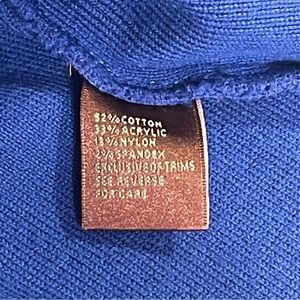 52% COTTON
33% ACRYLIC
13% NYLON
2% SPANDEX
EXCLUSIVE OF TRIMS
SEE REVERSE
FOR CARE